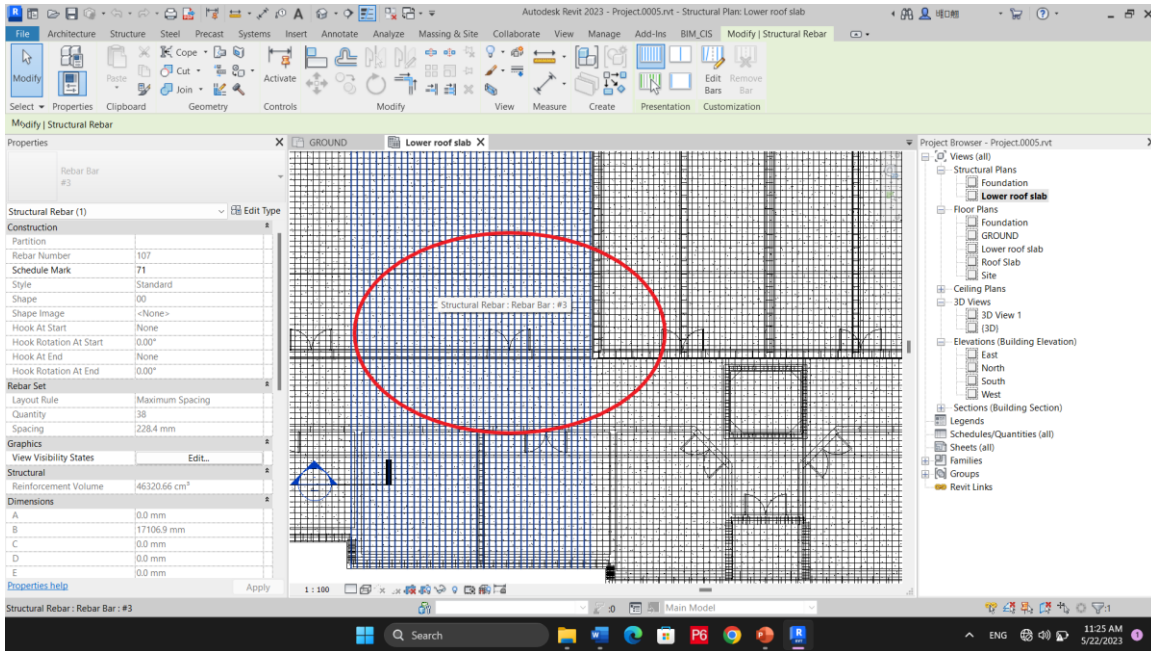 Autodesk Revit 2023 - Project.0005.rvt - Structural Plan: Lower roof slab
File Architecture Structure Steel Precast Systems Insert Annotate Analyze Massing & Site Collaborate View Manage Add-Ins BIM_CIS Modify | Structural Rebar
Modify
Paste
Cope
Cut
Join
Activate
Edit Bars
Remove Bar
Select Properties Clipboard Geometry Controls Modify View Measure Create Presentation Customization
Modify | Structural Rebar
Properties
Rebar Bar
#3
Structural Rebar (1) Edit Type
Construction
Partition
Rebar Number 107
Schedule Mark 71
Style Standard
Shape 00
Shape Image <None>
Hook At Start None
Hook Rotation At Start 0.00°
Hook At End None
Hook Rotation At End 0.00°
Rebar Set
Layout Rule Maximum Spacing
Quantity 38
Spacing 228.4 mm
Graphics
View Visibility States Edit...
Structural
Reinforcement Volume 46320.66 cm³
Dimensions
A 0.0 mm
B 17106.9 mm
C 0.0 mm
D 0.0 mm
E 0.0 mm
Properties help Apply
GROUND Lower roof slab
Structural Rebar : Rebar Bar : #3
1 : 100
Project Browser - Project.0005.rvt
Views (all)
Structural Plans
Foundation
Lower roof slab
Floor Plans
Foundation
GROUND
Lower roof slab
Roof Slab
Site
Ceiling Plans
3D Views
3D View 1
{3D}
Elevations (Building Elevation)
East
North
South
West
Sections (Building Section)
Legends
Schedules/Quantities (all)
Sheets (all)
Families
Groups
Revit Links
Structural Rebar : Rebar Bar : #3 :0 Main Model :1
Search P6 ENG 11:25 AM
5/22/2023 1